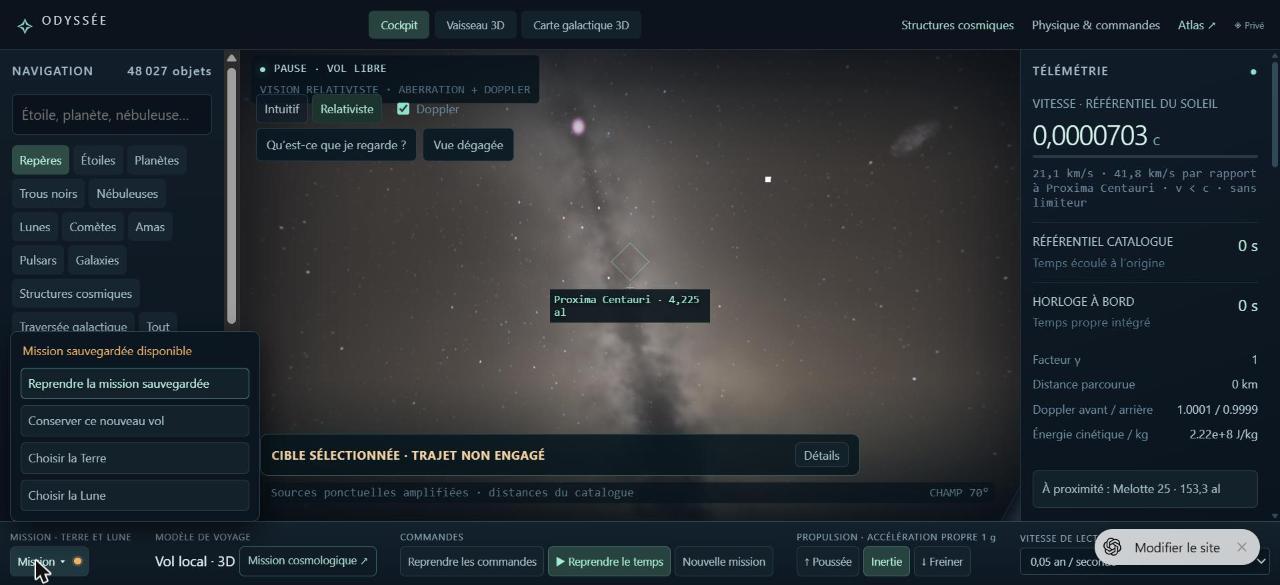 ODYSSÉE
Cockpit
Vaisseau 3D
Carte galactique 3D
Structures cosmiques
Physique & commandes
Atlas ↗
Privé
NAVIGATION
48 027 objets
Étoile, planète, nébuleuse...
Repères
Étoiles
Planètes
Trous noirs
Nébuleuses
Lunes
Comètes
Amas
Pulsars
Galaxies
Structures cosmiques
Traversée galactique
Tout
Mission sauvegardée disponible
Reprendre la mission sauvegardée
Conserver ce nouveau vol
Choisir la Terre
Choisir la Lune
PAUSE · VOL LIBRE
VISION RELATIVISTE · ABERRATION + DOPPLER
Intuitif
Relativiste
Doppler
Qu'est-ce que je regarde ?
Vue dégagée
Proxima Centauri · 4,225
al
CIBLE SÉLECTIONNÉE · TRAJET NON ENGAGÉ
Détails
Sources ponctuelles amplifiées · distances du catalogue
CHAMP 70°
TÉLÉMÉTRIE
VITESSE · RÉFÉRENTIEL DU SOLEIL
0,0000703 c
21,1 km/s · 41,8 km/s par rapport
à Proxima Centauri · v < c · sans
limiteur
RÉFÉRENTIEL CATALOGUE
0 s
Temps écoulé à l'origine
HORLOGE À BORD
0 s
Temps propre intégré
Facteur γ
1
Distance parcourue
0 km
Doppler avant / arrière
1.0001 / 0.9999
Énergie cinétique / kg
2.22e+8 J/kg
À proximité : Melotte 25 · 153,3 al
MISSION · TERRE ET LUNE
Mission
MODÈLE DE VOYAGE
Vol local · 3D
Mission cosmologique ↗
COMMANDES
Reprendre les commandes
▶ Reprendre le temps
Nouvelle mission
PROPULSION · ACCÉLÉRATION PROPRE 1 g
↑ Poussée
Inertie
↓ Freiner
VITESSE DE LECT
0,05 an / seconde
Modifier le site